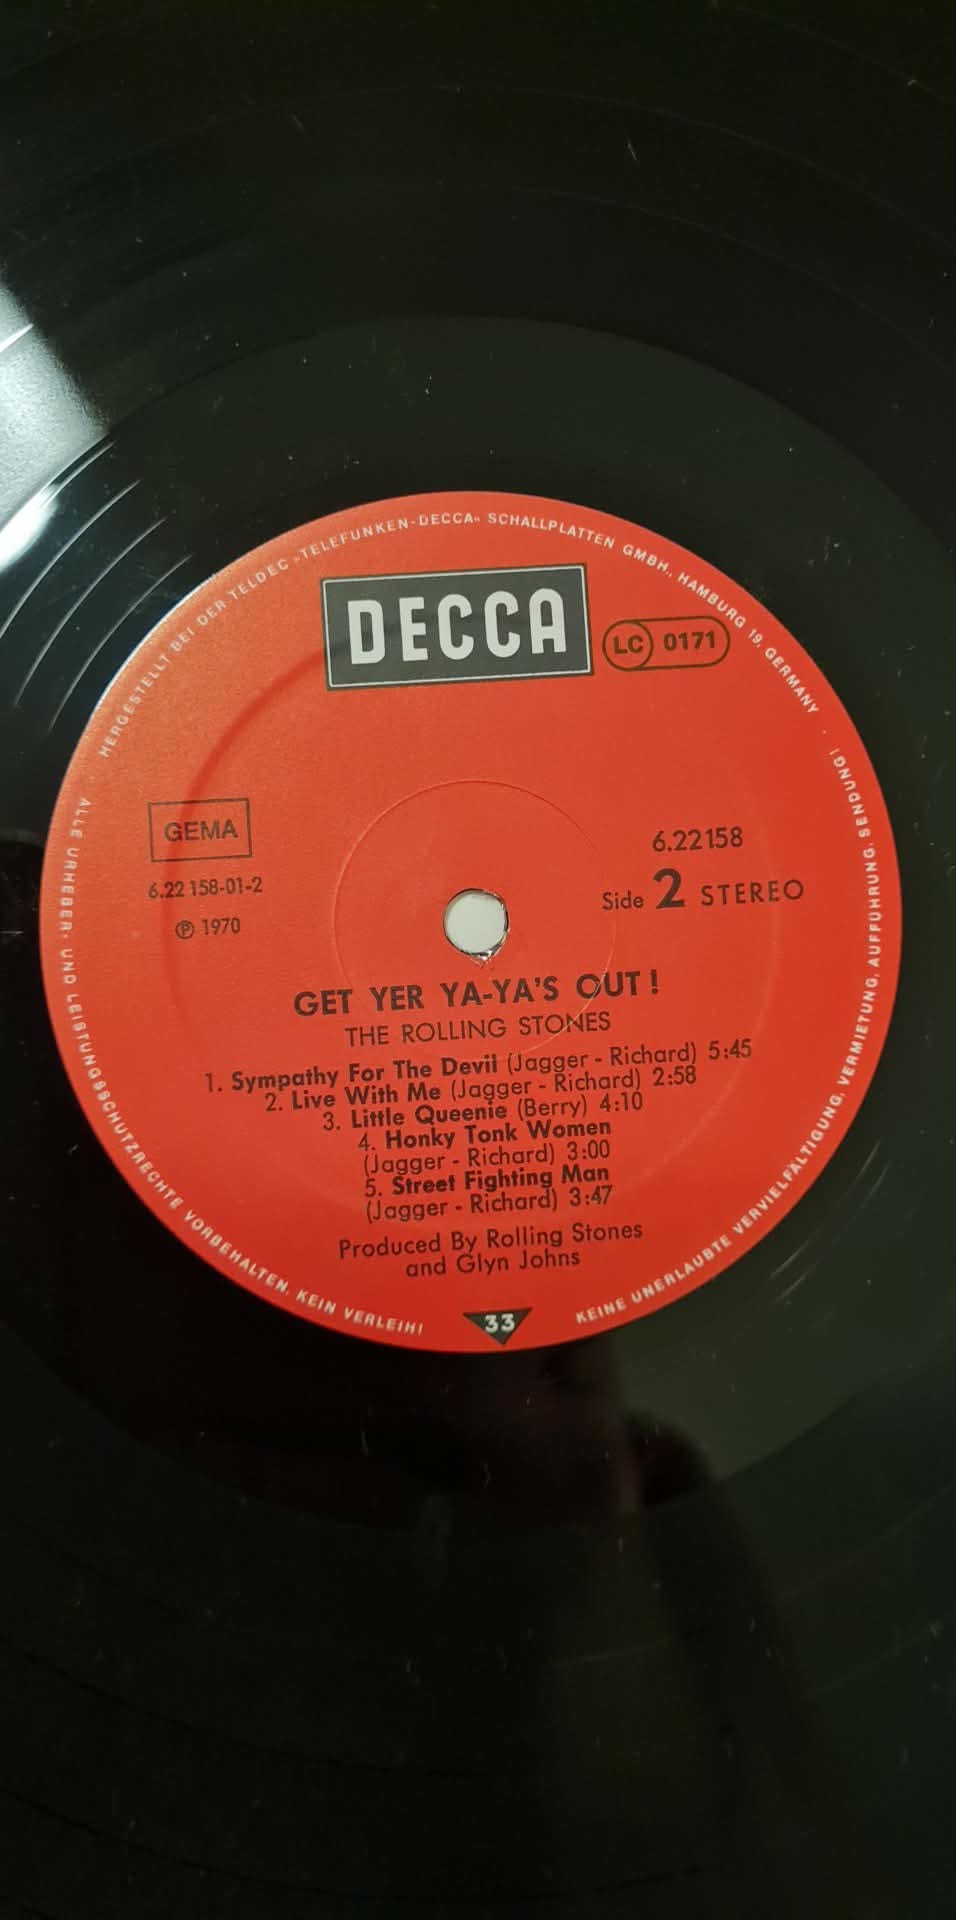 HERGESTELLT BEI DER TELDEC »TELEFUNKEN-DECCA« SCHALLPLATTEN GMBH., HAMBURG 19, GERMANY ·
DECCA
LC 0171
GEMA
6.22158
6.22 158-01-2
Side 2 STEREO
℗ 1970
GET YER YA-YA'S OUT!
THE ROLLING STONES
1. Sympathy For The Devil (Jagger - Richard) 5:45
2. Live With Me (Jagger - Richard) 2:58
3. Little Queenie (Berry) 4:10
4. Honky Tonk Women
(Jagger - Richard) 3:00
5. Street Fighting Man
(Jagger - Richard) 3:47
Produced By Rolling Stones
and Glyn Johns
33
ALLE URHEBER- UND LEISTUNGSSCHUTZRECHTE VORBEHALTEN. KEIN VERLEIH!
KEINE UNERLAUBTE VERVIELFÄLTIGUNG, VERMIETUNG, AUFFÜHRUNG, SENDUNG!